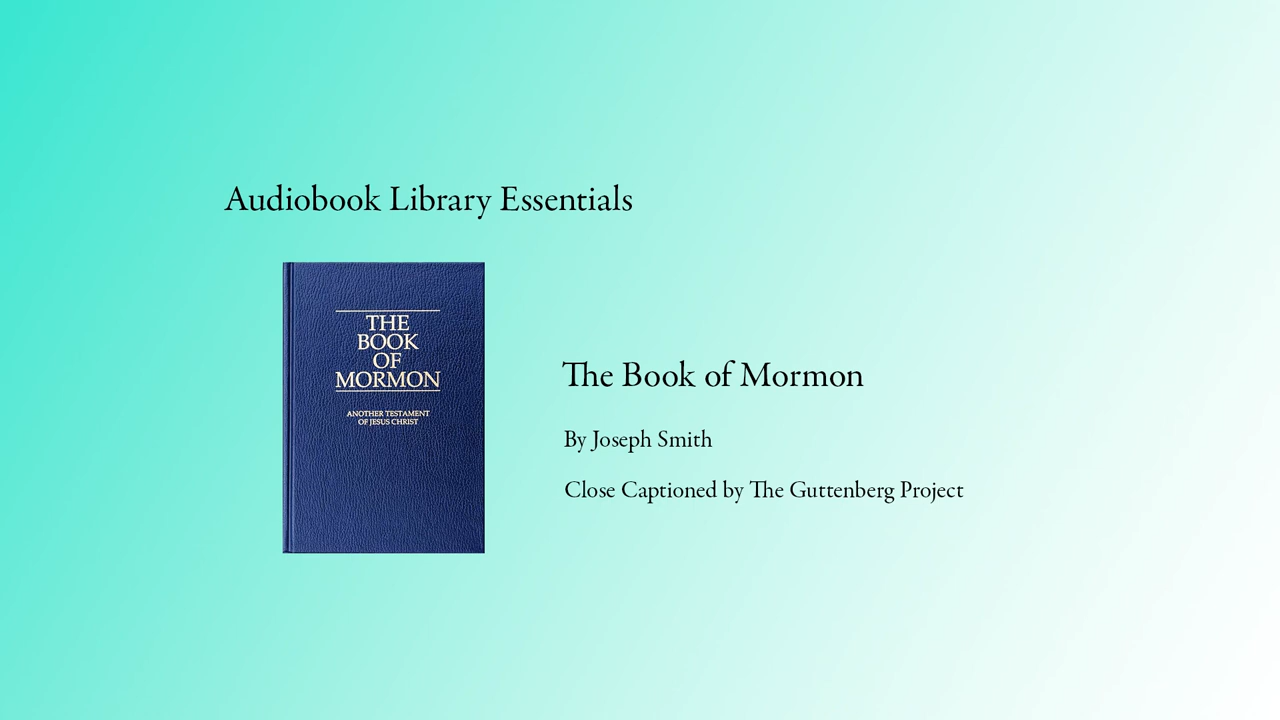 Audiobook Library Essentials
THE
BOOK
OF
MORMON
ANOTHER TESTAMENT
OF JESUS CHRIST
The Book of Mormon
By Joseph Smith
Close Captioned by The Guttenberg Project